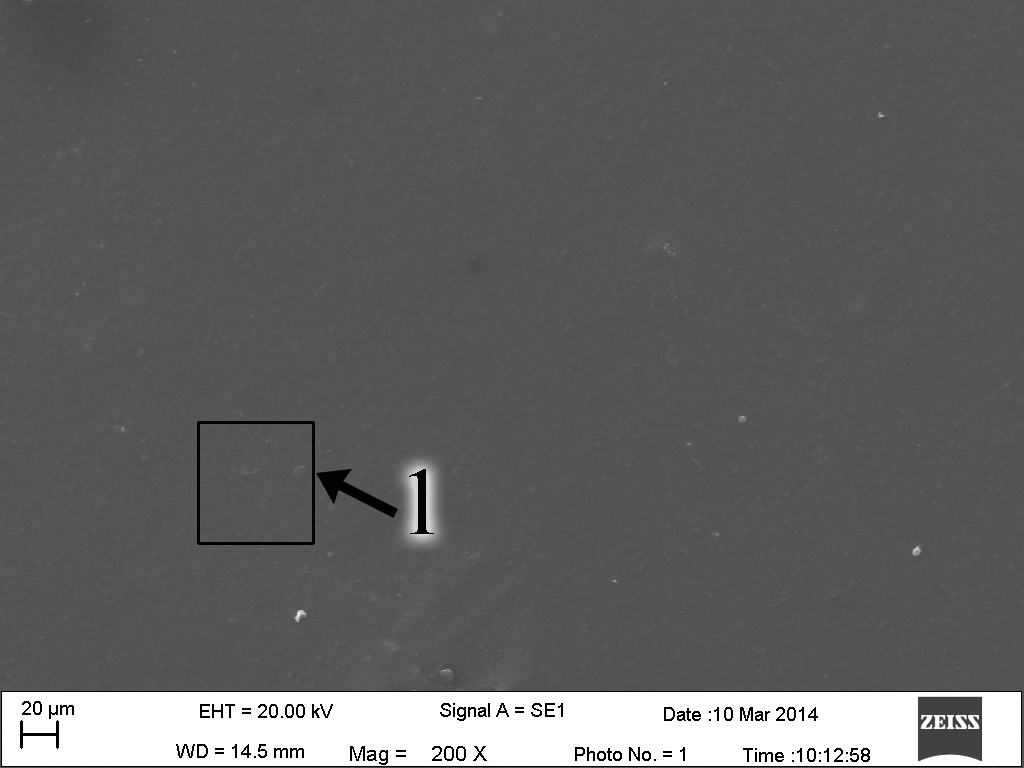 1
20 µm
EHT = 20.00 kV
Signal A = SE1
Date :10 Mar 2014
ZEISS
WD = 14.5 mm
Mag = 200 X
Photo No. = 1
Time :10:12:58